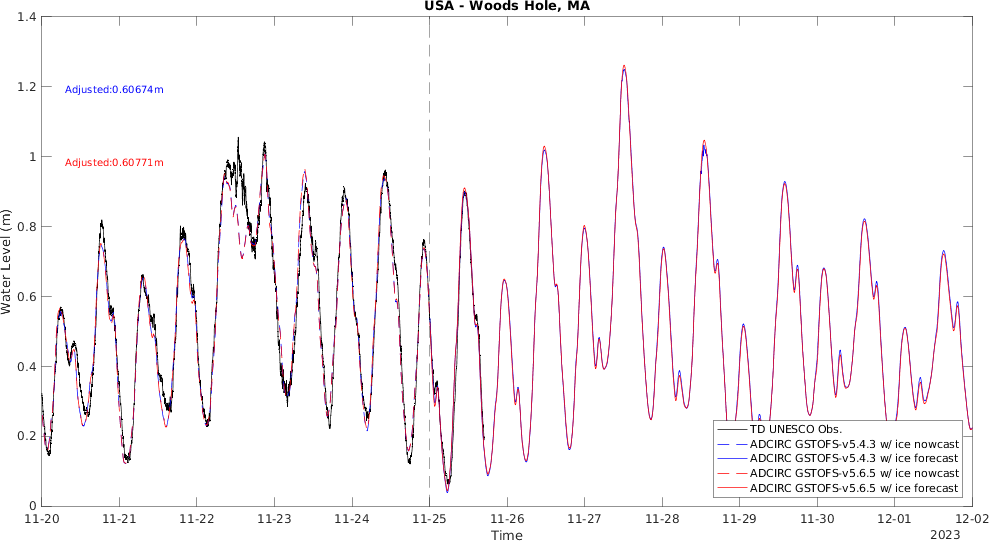 USA - Woods Hole, MA
1.4
1.2
1
0.8
0.6
0.4
0.2
0
Water Level (m)
Adjusted:0.60674m
Adjusted:0.60771m
TD UNESCO Obs.
ADCIRC GSTOFS-v5.4.3 w/ ice nowcast
ADCIRC GSTOFS-v5.4.3 w/ ice forecast
ADCIRC GSTOFS-v5.6.5 w/ ice nowcast
ADCIRC GSTOFS-v5.6.5 w/ ice forecast
11-20 11-21 11-22 11-23 11-24 11-25 11-26 11-27 11-28 11-29 11-30 12-01 12-02
Time
2023